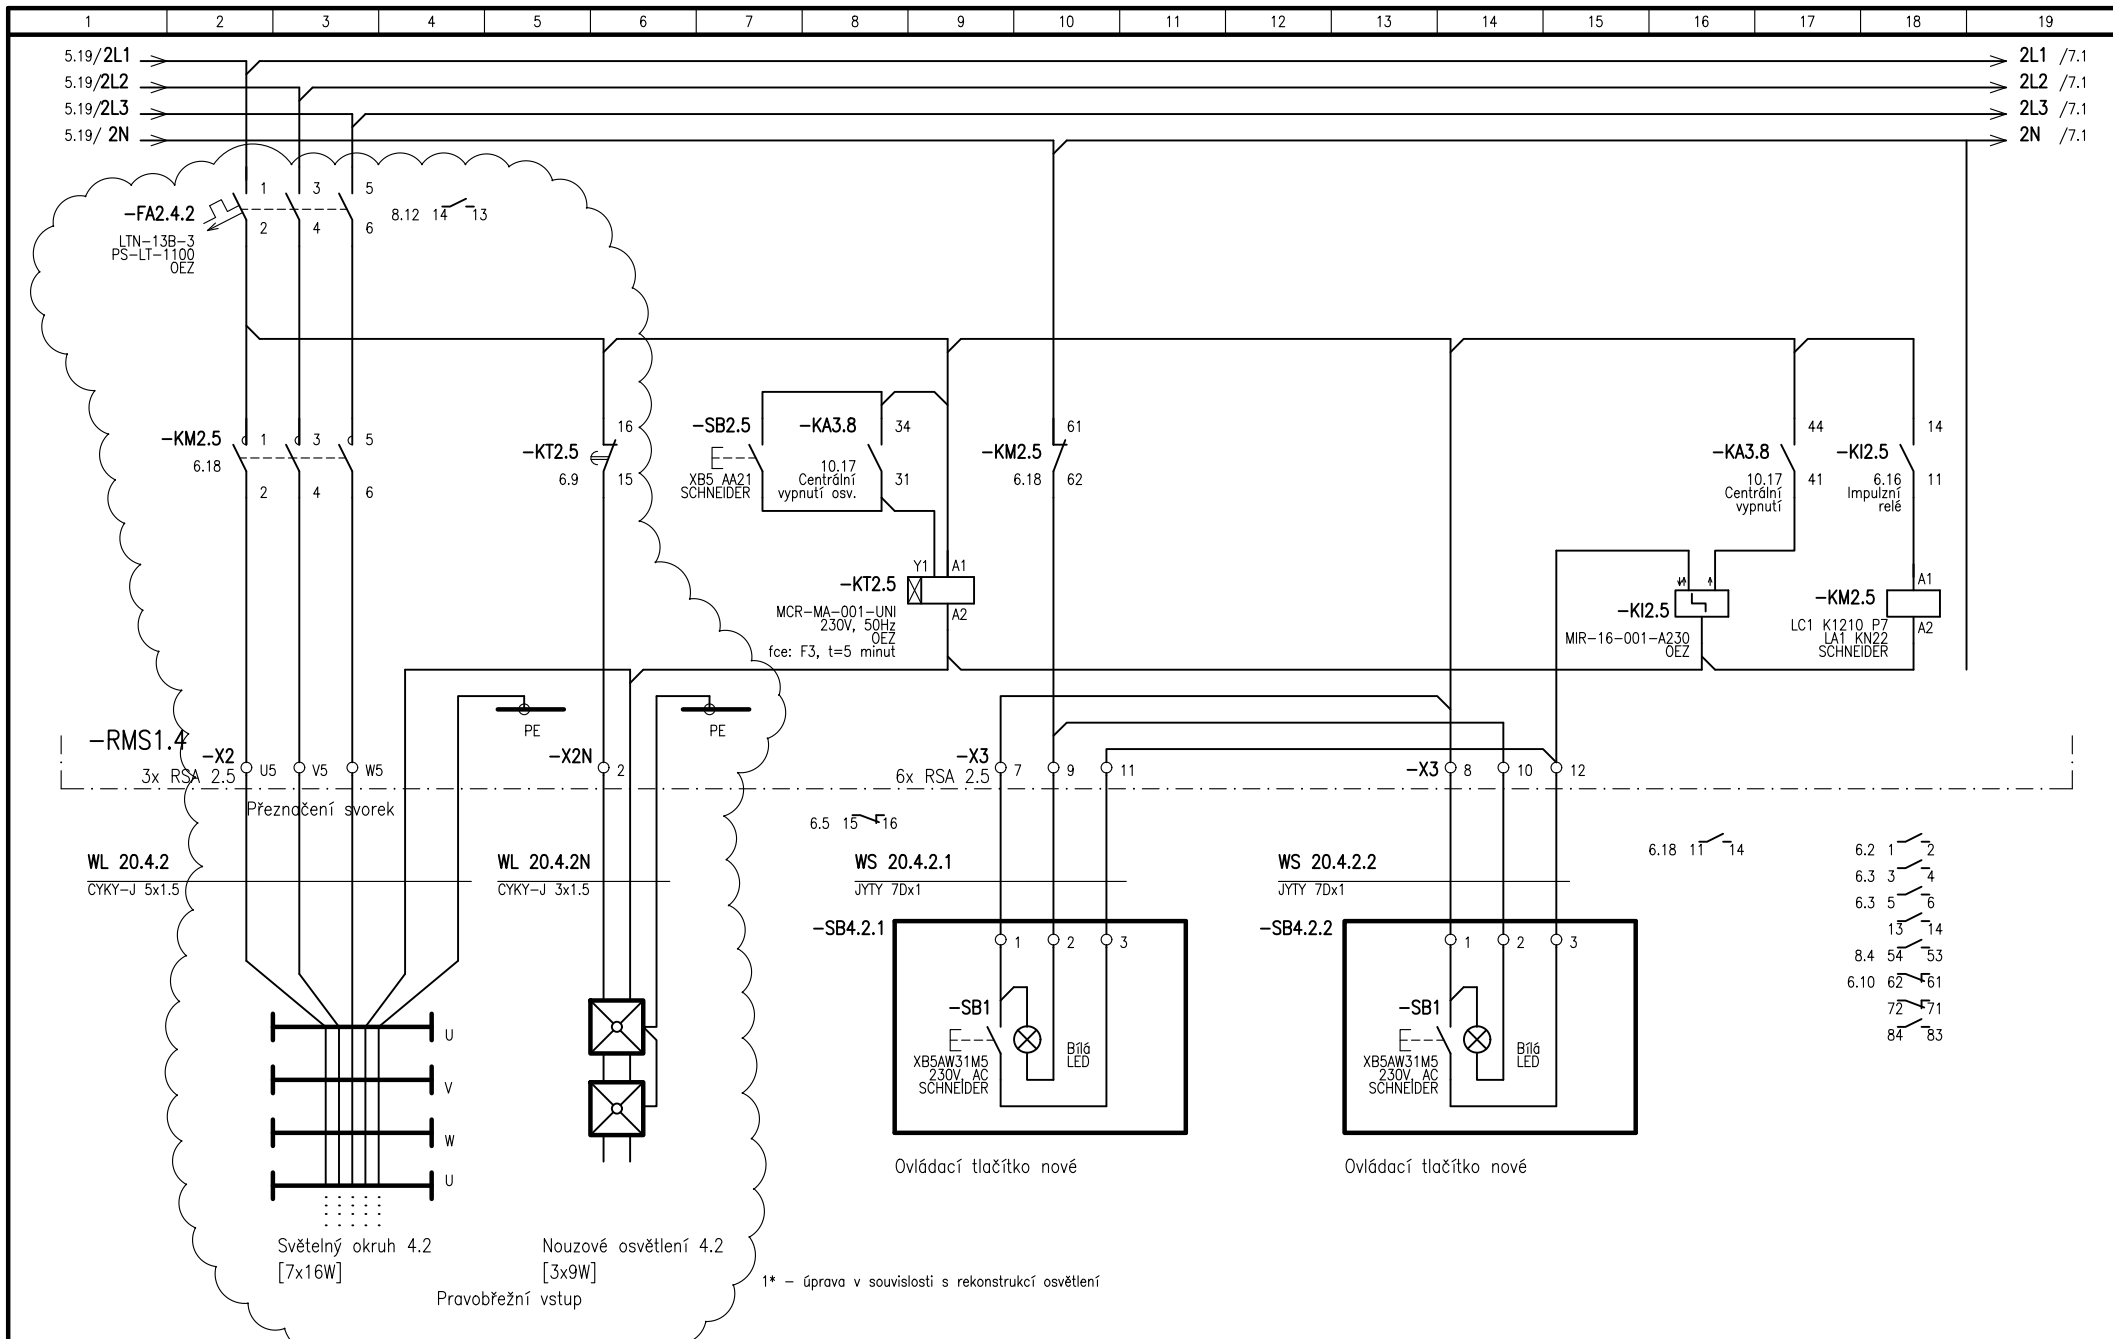 1 2 3 4 5 6 7 8 9 10 11 12 13 14 15 16 17 18 19
5.19/2L1 2L1 /7.1
5.19/2L2 2L2 /7.1
5.19/2L3 2L3 /7.1
5.19/ 2N 2N /7.1
1 3 5
-FA2.4.2 8.12 14 13
2 4 6
LTN-13B-3
PS-LT-1100
OEZ
-KM2.5 1 3 5
6.18
2 4 6
16
-KT2.5
6.9 15
-SB2.5
XB5 AA21
SCHNEIDER
-KA3.8 34
10.17 31
Centrální
vypnutí osv.
61
-KM2.5
6.18 62
44
-KA3.8
10.17 41
Centrální
vypnutí
14
-KI2.5
6.16 11
Impulzní
relé
Y1 A1
-KT2.5
A2
MCR-MA-001-UNI
230V, 50Hz
OEZ
fce: F3, t=5 minut
-KI2.5
MIR-16-001-A230
OEZ
A1
-KM2.5
A2
LC1 K1210 P7
LA1 KN22
SCHNEIDER
PE PE
-RMS1.4
-X2 U5 V5 W5
3x RSA 2.5
-X2N 2
-X3 7 9 11
6x RSA 2.5
-X3 8 10 12
Přeznačení svorek
6.5 15 16
6.18 11 14
6.2 1 2
6.3 3 4
6.3 5 6
13 14
8.4 54 53
6.10 62 61
72 71
84 83
WL 20.4.2
CYKY-J 5x1.5
WL 20.4.2N
CYKY-J 3x1.5
WS 20.4.2.1
JYTY 7Dx1
WS 20.4.2.2
JYTY 7Dx1
-SB4.2.1
1 2 3
-SB1
XB5AW31M5
230V, AC
SCHNEIDER
Bílá
LED
-SB4.2.2
1 2 3
-SB1
XB5AW31M5
230V, AC
SCHNEIDER
Bílá
LED
U
V
W
U
Ovládací tlačítko nové
Ovládací tlačítko nové
Světelný okruh 4.2
[7x16W]
Nouzové osvětlení 4.2
[3x9W]
Pravobřežní vstup
1* - úprava v souvislosti s rekonstrukcí osvětlení